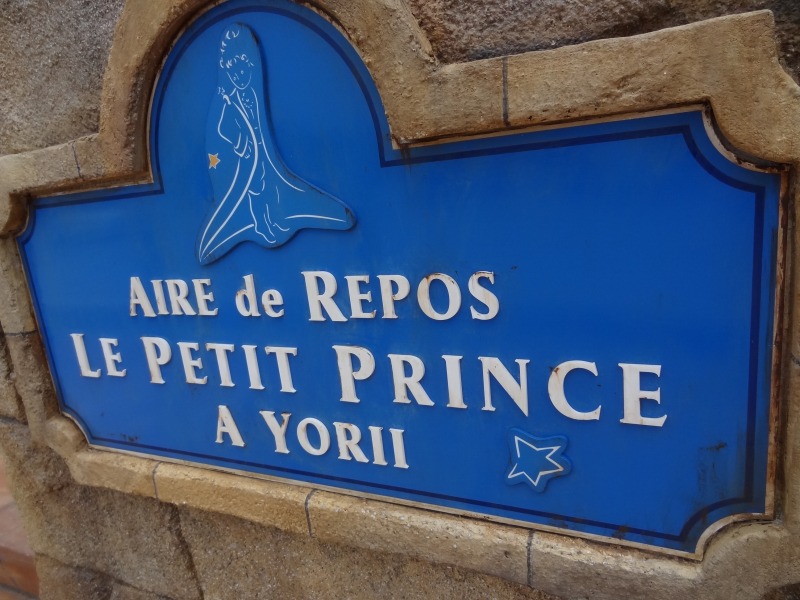 AIRE de REPOS
LE PETIT PRINCE
A YORII